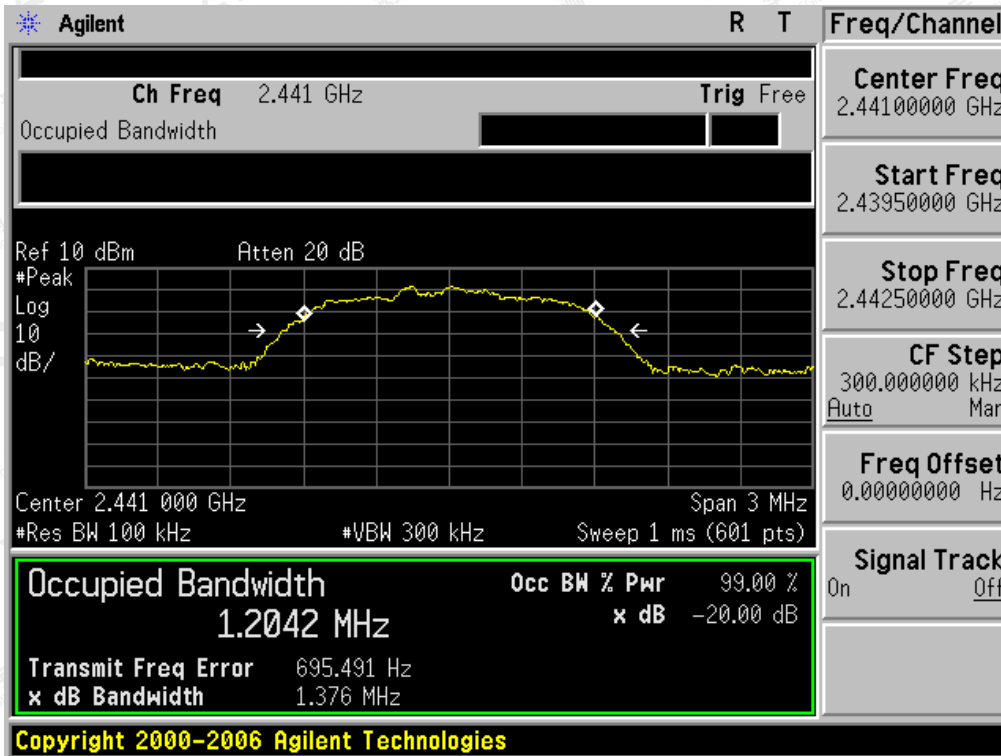 Agilent R T
Freq/Channel
Ch Freq 2.441 GHz Trig Free
Occupied Bandwidth
Center Freq
2.44100000 GHz
Start Freq
2.43950000 GHz
Stop Freq
2.44250000 GHz
CF Step
300.000000 kHz
Auto Man
Freq Offset
0.00000000 Hz
Signal Track
On Off
Ref 10 dBm Atten 20 dB
#Peak
Log
10
dB/
Center 2.441 000 GHz Span 3 MHz
#Res BW 100 kHz #VBW 300 kHz Sweep 1 ms (601 pts)
Occupied Bandwidth
1.2042 MHz
Occ BW % Pwr 99.00 %
x dB -20.00 dB
Transmit Freq Error 695.491 Hz
x dB Bandwidth 1.376 MHz
Copyright 2000-2006 Agilent Technologies